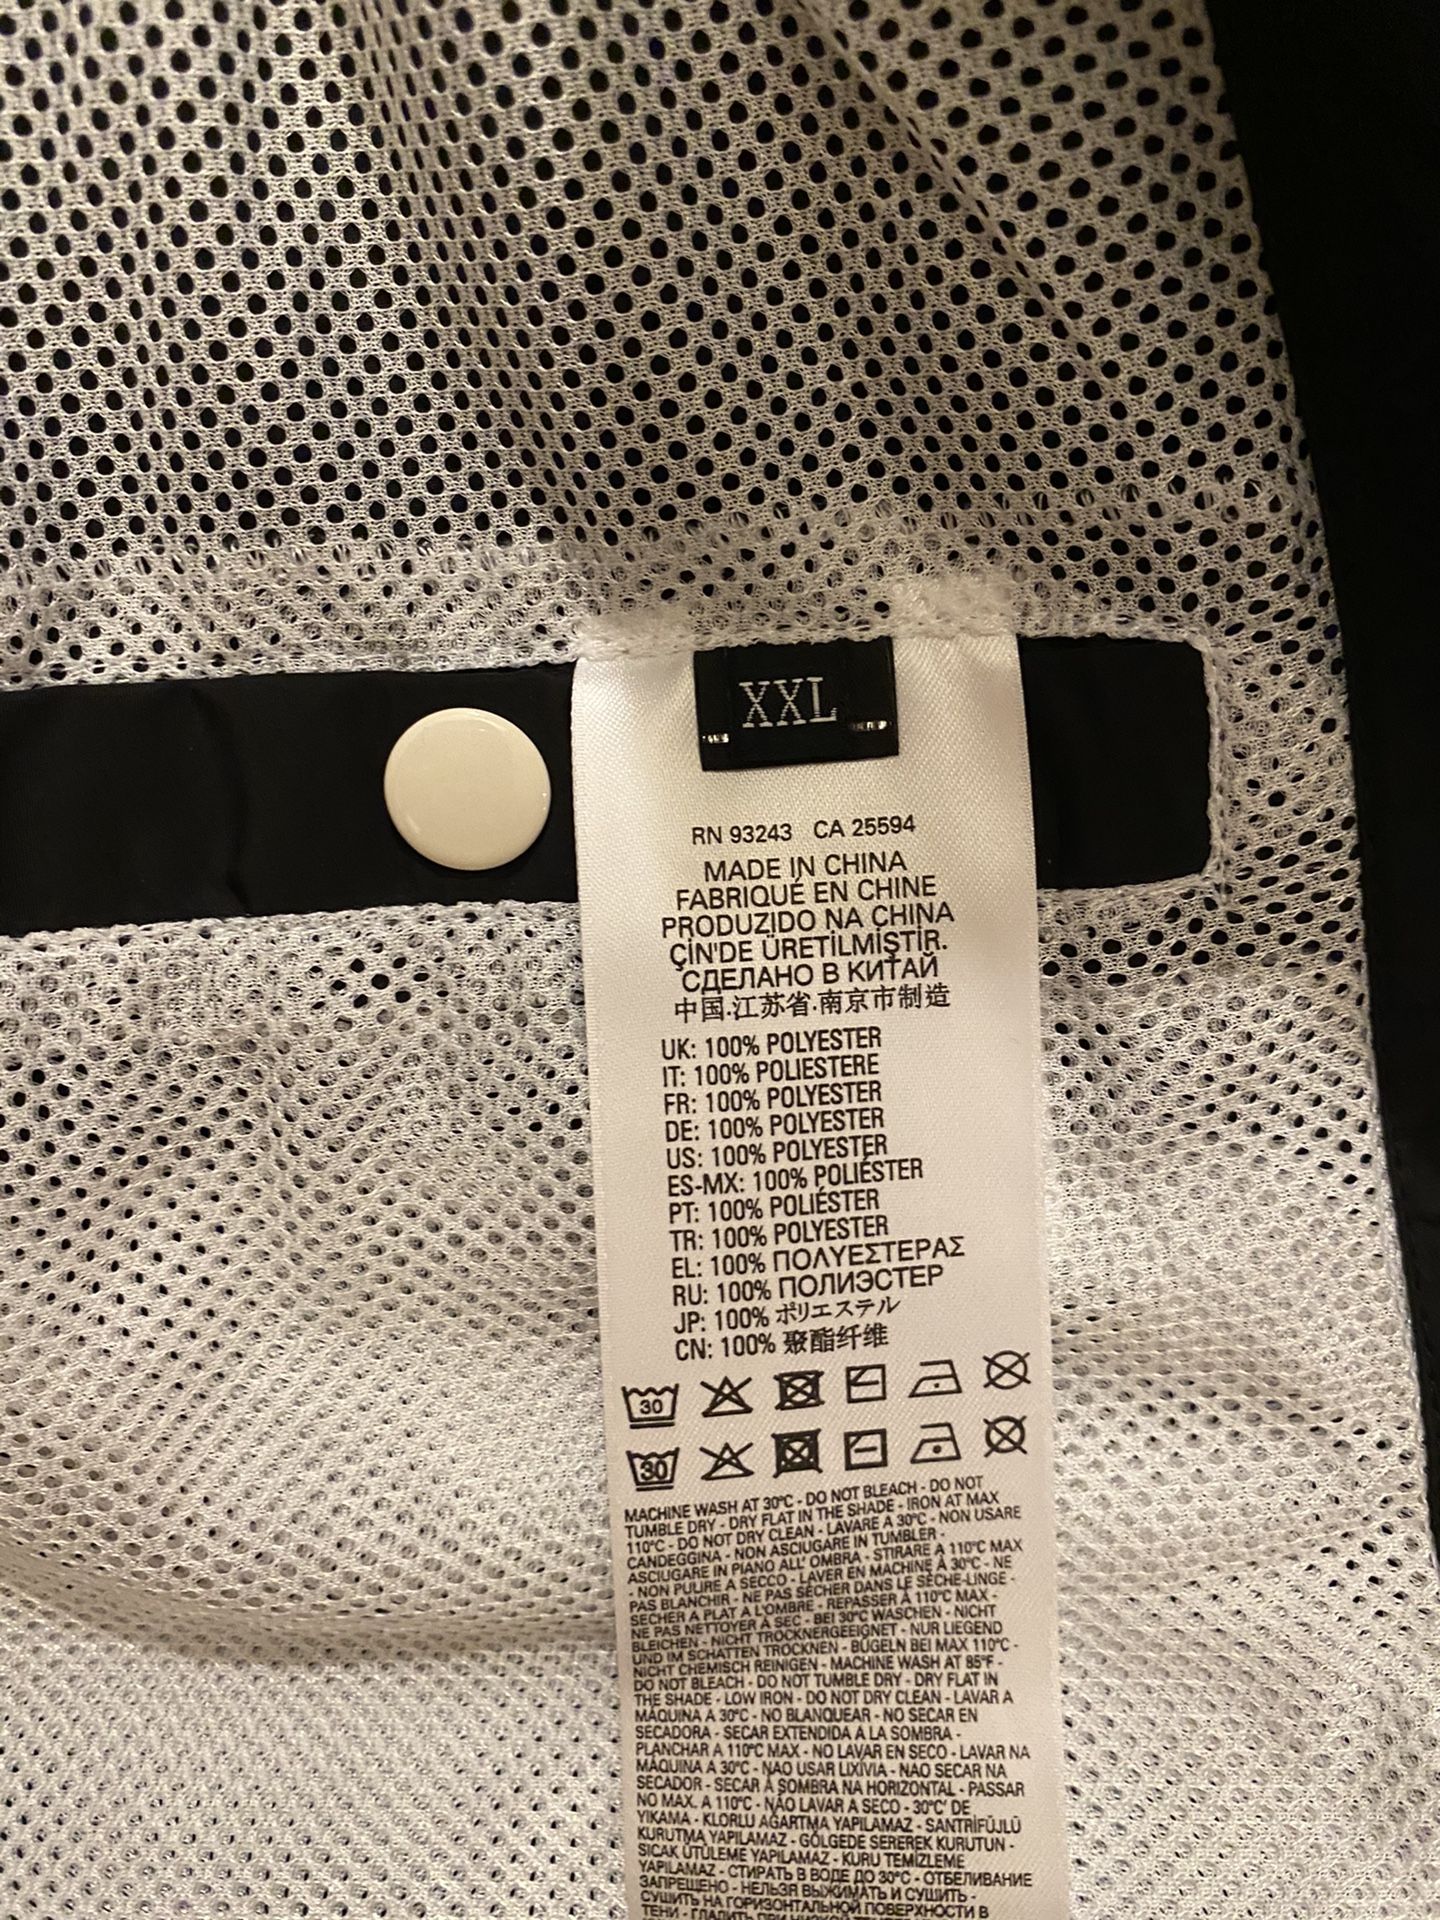 XXL
RN 93243 CA 25594
MADE IN CHINA
FABRIQUÉ EN CHINE
PRODUZIDO NA CHINA
ÇİN'DE ÜRETİLMİŞTİR.
СДЕЛАНО В КИТАЙ
中国.江苏省.南京市制造
UK: 100% POLYESTER
IT: 100% POLIESTERE
FR: 100% POLYESTER
DE: 100% POLYESTER
US: 100% POLYESTER
ES-MX: 100% POLIÉSTER
PT: 100% POLIÉSTER
TR: 100% POLYESTER
EL: 100% ΠΟΛΥΕΣΤΕΡΑΣ
RU: 100% ПОЛИЭСТЕР
JP: 100% ポリエステル
CN: 100% 聚酯纤维
30
30
MACHINE WASH AT 30°C - DO NOT BLEACH - DO NOT
TUMBLE DRY - DRY FLAT IN THE SHADE - IRON AT MAX
110°C - DO NOT DRY CLEAN - LAVARE A 30°C - NON USARE
CANDEGGINA - NON ASCIUGARE IN TUMBLER -
ASCIUGARE IN PIANO ALL' OMBRA - STIRARE A 110°C MAX
- NON PULIRE A SECCO - LAVER EN MACHINE À 30°C - NE
PAS BLANCHIR - NE PAS SÉCHER DANS LE SÈCHE-LINGE -
SÉCHER A PLAT A L'OMBRE - REPASSER À 110°C MAX -
NE PAS NETTOYER À SEC - BEI 30°C WASCHEN - NICHT
BLEICHEN - NICHT TROCKNERGEEIGNET - NUR LIEGEND
UND IM SCHATTEN TROCKNEN - BÜGELN BEI MAX 110°C -
NICHT CHEMISCH REINIGEN - MACHINE WASH AT 85°F -
DO NOT BLEACH - DO NOT TUMBLE DRY - DRY FLAT IN
THE SHADE - LOW IRON - DO NOT DRY CLEAN - LAVAR A
MÁQUINA A 30°C - NO BLANQUEAR - NO SECAR EN
SECADORA - SECAR EXTENDIDA A LA SOMBRA -
PLANCHAR A 110°C MAX - NO LAVAR EN SECO - LAVAR NA
MÁQUINA A 30°C - NÃO USAR LIXÍVIA - NAO SECAR NA
SECADOR - SECAR À SOMBRA NA HORIZONTAL - PASSAR
NO MAX. A 110°C - NÃO LAVAR A SECO - 30°C' DE
YIKAMA - KLORLU AĞARTMA YAPILAMAZ - SANTRİFÜJLÜ
KURUTMA YAPILAMAZ - GÖLGEDE SEREREK KURUTUN -
SICAK ÜTÜLEME YAPILAMAZ - KURU TEMİZLEME
YAPILAMAZ - СТИРАТЬ В ВОДЕ ДО 30°C - ОТБЕЛИВАНИЕ
ЗАПРЕШЕНО - НЕЛЬЗЯ ВЫЖИМАТЬ И СУШИТЬ -
СУШИТЬ НА ГОРИЗОНТАЛЬНОЙ ПОВЕРХНОСТИ В
ТЕНИ - ГЛАДИТЬ ПРИ НИЗКОЙ